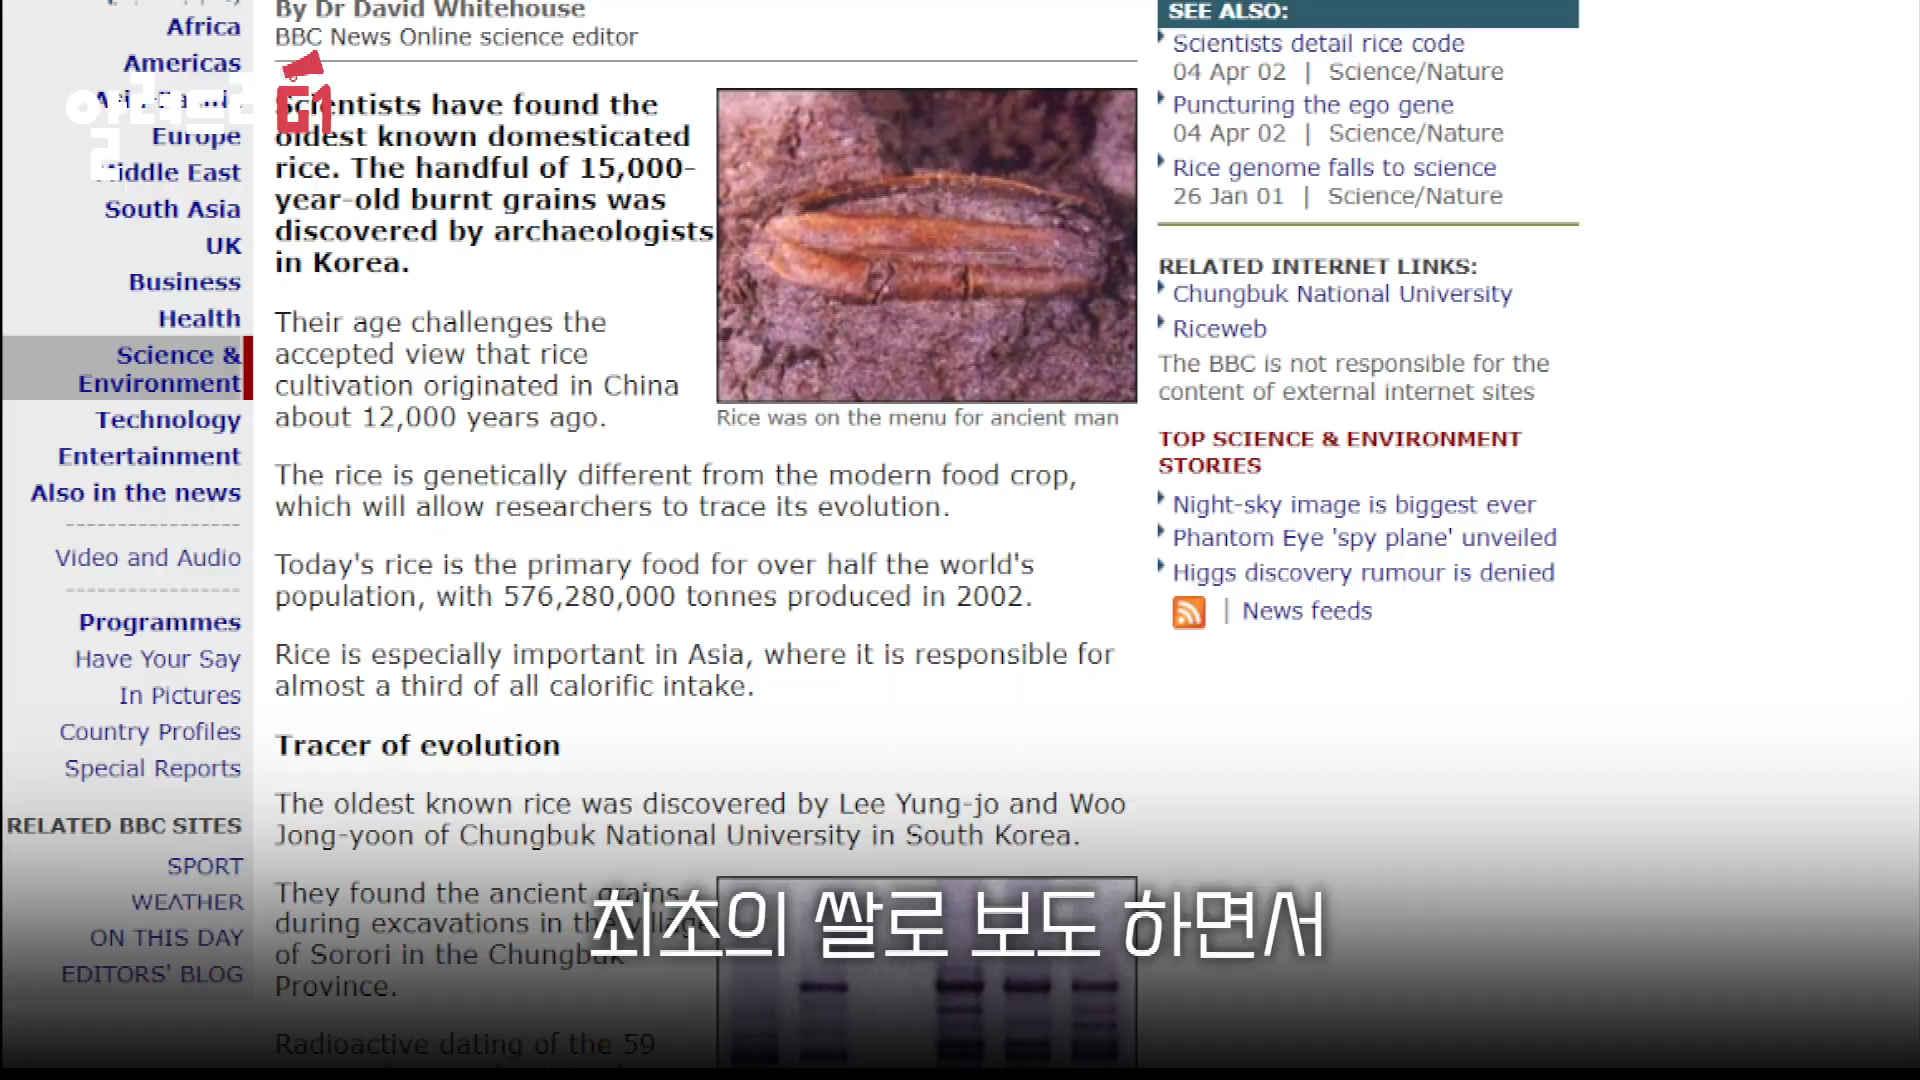 Africa
Americas
Europe
Middle East
South Asia
UK
Business
Health
Science &
Environment
Technology
Entertainment
Also in the news
Video and Audio
Programmes
Have Your Say
In Pictures
Country Profiles
Special Reports
RELATED BBC SITES
SPORT
WEATHER
ON THIS DAY
EDITORS' BLOG
By Dr David Whitehouse
BBC News Online science editor
Scientists have found the
oldest known domesticated
rice. The handful of 15,000-
year-old burnt grains was
discovered by archaeologists
in Korea.
Their age challenges the
accepted view that rice
cultivation originated in China
about 12,000 years ago.
Rice was on the menu for ancient man
The rice is genetically different from the modern food crop,
which will allow researchers to trace its evolution.
Today's rice is the primary food for over half the world's
population, with 576,280,000 tonnes produced in 2002.
Rice is especially important in Asia, where it is responsible for
almost a third of all calorific intake.
Tracer of evolution
The oldest known rice was discovered by Lee Yung-jo and Woo
Jong-yoon of Chungbuk National University in South Korea.
They found the ancient grains
during excavations in the village
of Sorori in the Chungbuk
Province.
Radioactive dating of the 59
SEE ALSO:
Scientists detail rice code
04 Apr 02 | Science/Nature
Puncturing the ego gene
04 Apr 02 | Science/Nature
Rice genome falls to science
26 Jan 01 | Science/Nature
RELATED INTERNET LINKS:
Chungbuk National University
Riceweb
The BBC is not responsible for the
content of external internet sites
TOP SCIENCE & ENVIRONMENT
STORIES
Night-sky image is biggest ever
Phantom Eye 'spy plane' unveiled
Higgs discovery rumour is denied
| News feeds
최초의 쌀로 보도 하면서